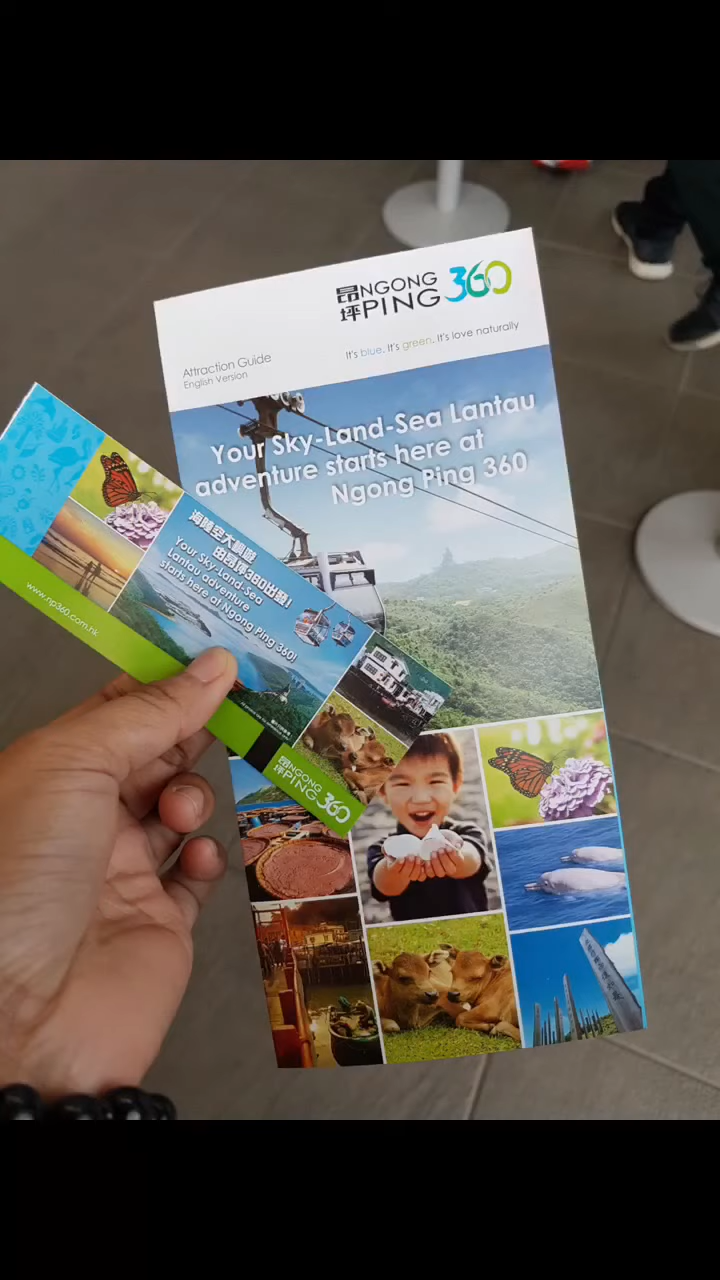 昂 NGONG
坪 PING 360
Attraction Guide
English Version
It's blue. It's green. It's love naturally
Your Sky-Land-Sea Lantau
adventure starts here at
Ngong Ping 360
海陸空大嶼遊
由昂坪360出發!
Your Sky-Land-Sea
Lantau adventure
starts here at Ngong Ping 360!
www.np360.com.hk
昂 NGONG
坪 PING 360